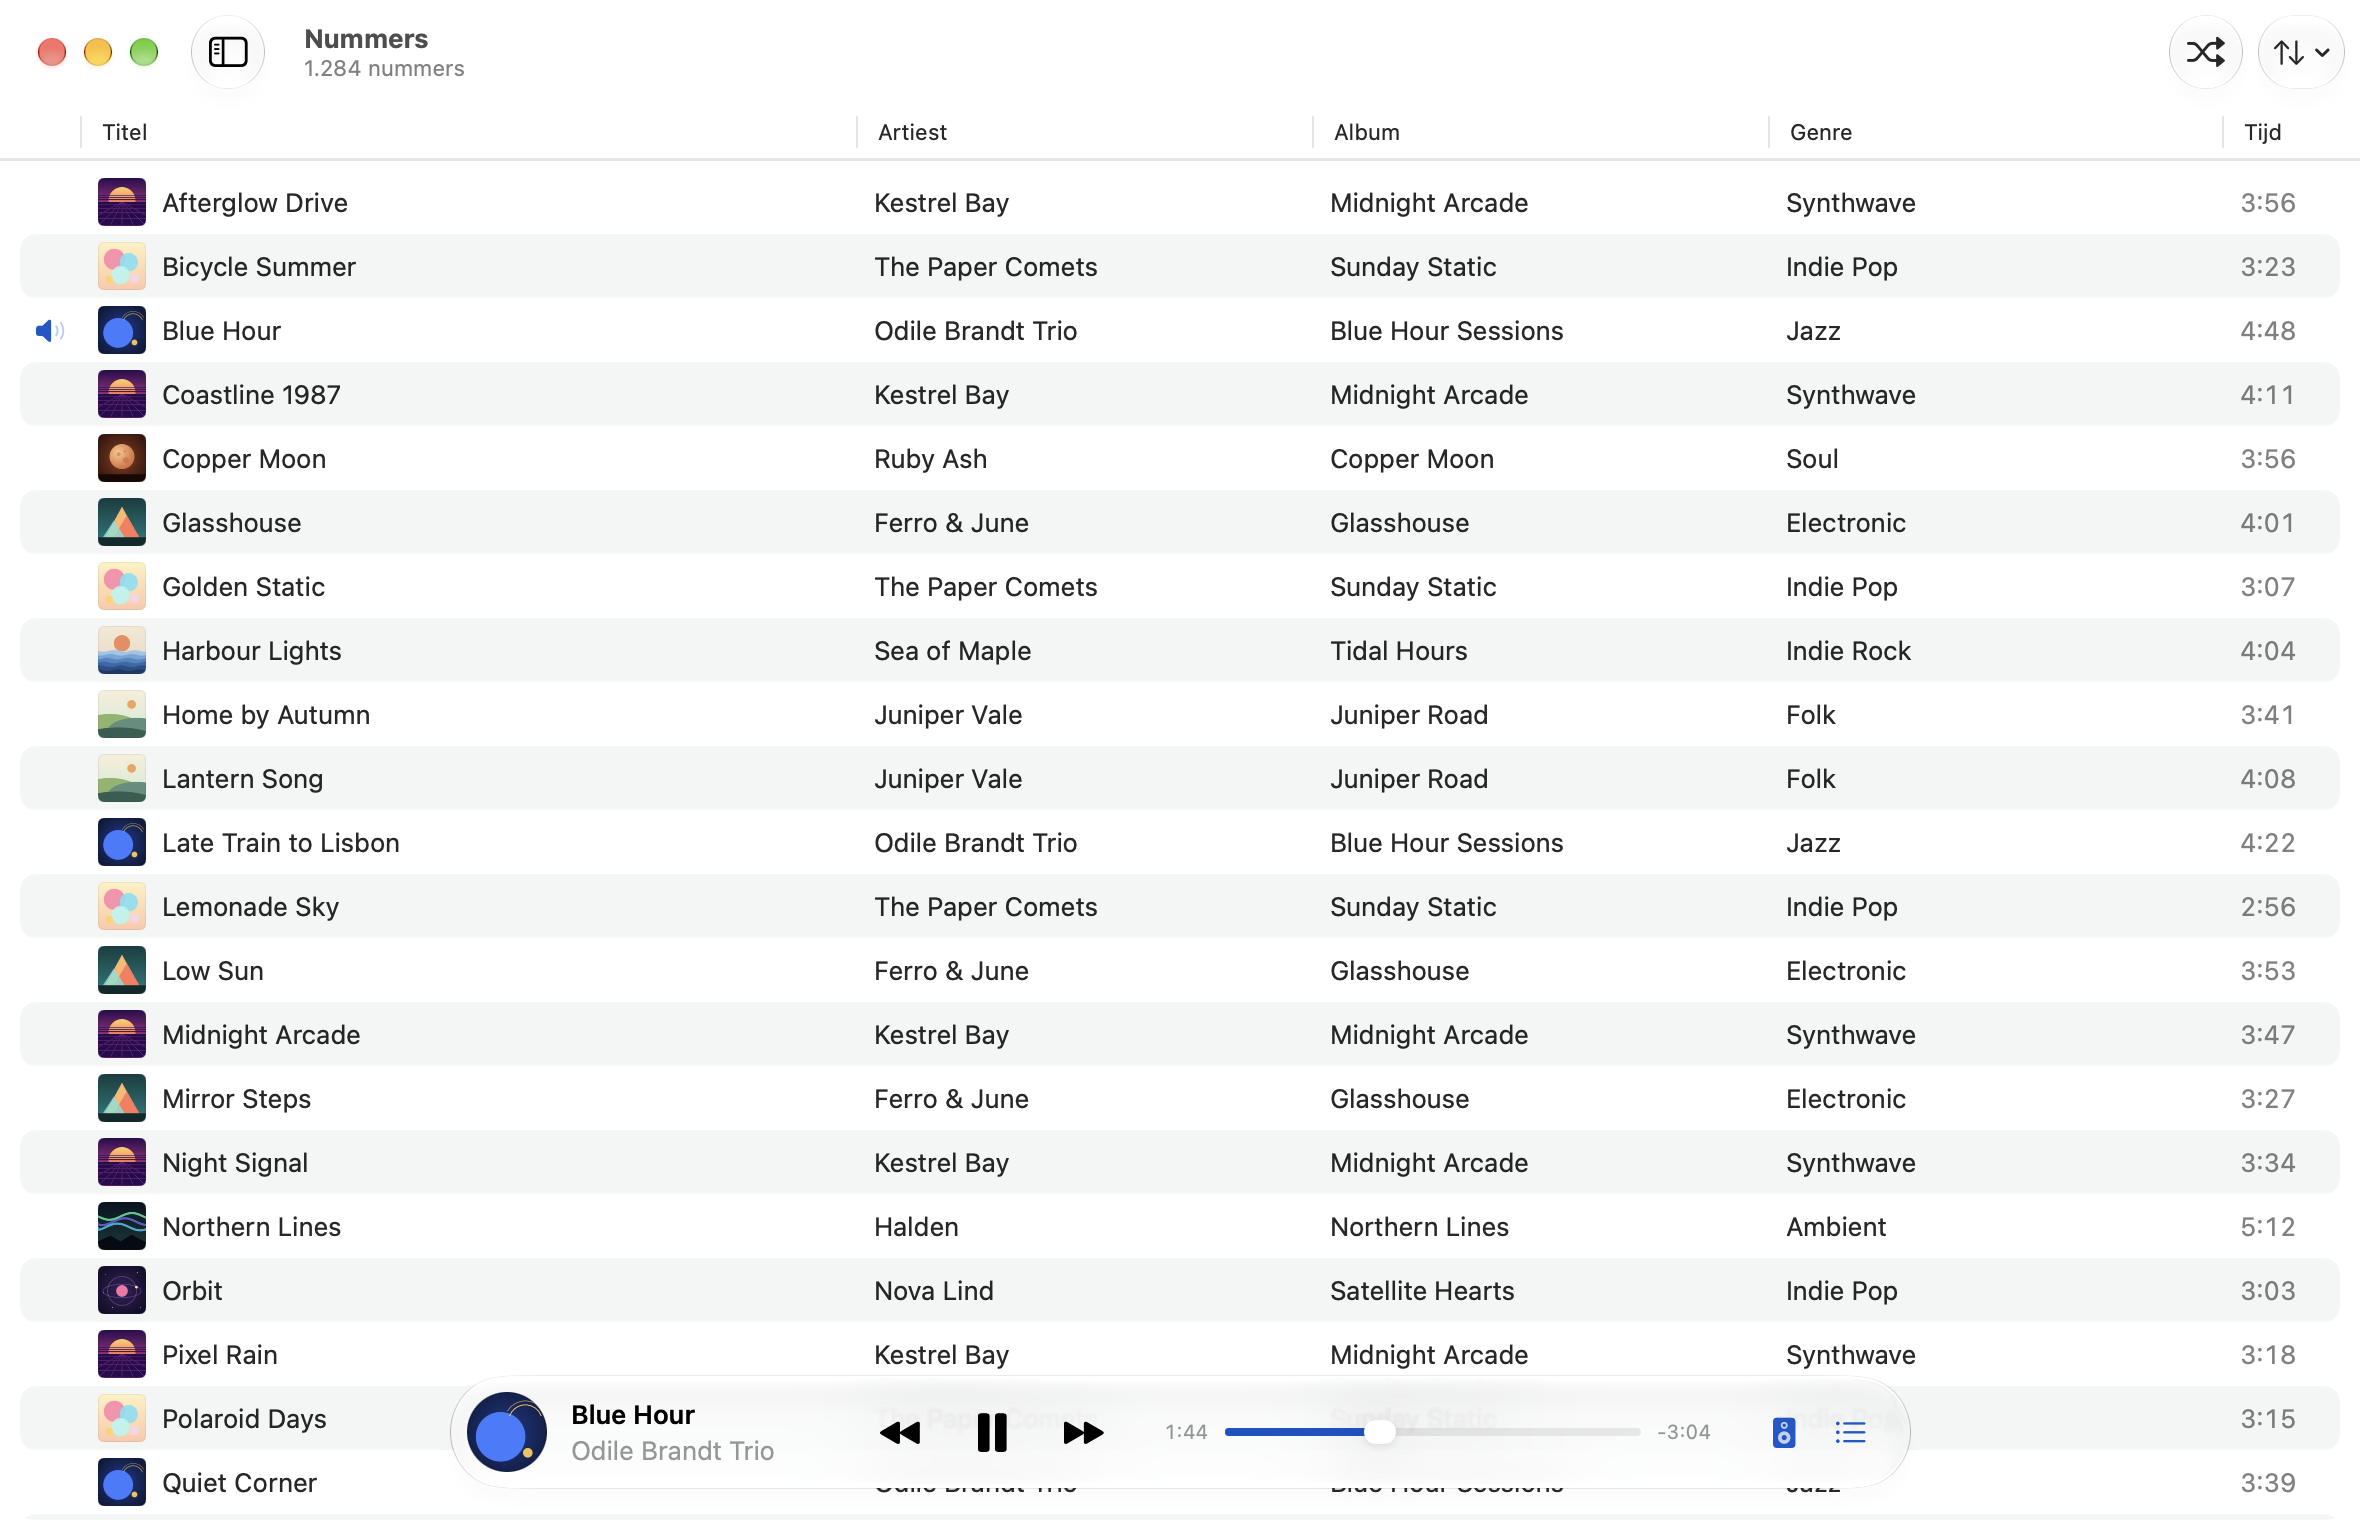 Nummers
1.284 nummers
Titel Artiest Album Genre Tijd
Afterglow Drive Kestrel Bay Midnight Arcade Synthwave 3:56
Bicycle Summer The Paper Comets Sunday Static Indie Pop 3:23
Blue Hour Odile Brandt Trio Blue Hour Sessions Jazz 4:48
Coastline 1987 Kestrel Bay Midnight Arcade Synthwave 4:11
Copper Moon Ruby Ash Copper Moon Soul 3:56
Glasshouse Ferro & June Glasshouse Electronic 4:01
Golden Static The Paper Comets Sunday Static Indie Pop 3:07
Harbour Lights Sea of Maple Tidal Hours Indie Rock 4:04
Home by Autumn Juniper Vale Juniper Road Folk 3:41
Lantern Song Juniper Vale Juniper Road Folk 4:08
Late Train to Lisbon Odile Brandt Trio Blue Hour Sessions Jazz 4:22
Lemonade Sky The Paper Comets Sunday Static Indie Pop 2:56
Low Sun Ferro & June Glasshouse Electronic 3:53
Midnight Arcade Kestrel Bay Midnight Arcade Synthwave 3:47
Mirror Steps Ferro & June Glasshouse Electronic 3:27
Night Signal Kestrel Bay Midnight Arcade Synthwave 3:34
Northern Lines Halden Northern Lines Ambient 5:12
Orbit Nova Lind Satellite Hearts Indie Pop 3:03
Pixel Rain Kestrel Bay Midnight Arcade Synthwave 3:18
Polaroid Days 3:15
Quiet Corner Odile Brandt Trio Blue Hour Sessions Jazz 3:39
Blue Hour
Odile Brandt Trio
1:44 -3:04